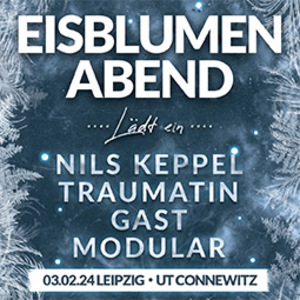 EISBLUMEN
ABEND
.... Lädt ein ....
NILS KEPPEL
TRAUMATIN
GAST
MODULAR
03.02.24 LEIPZIG • UT CONNEWITZ